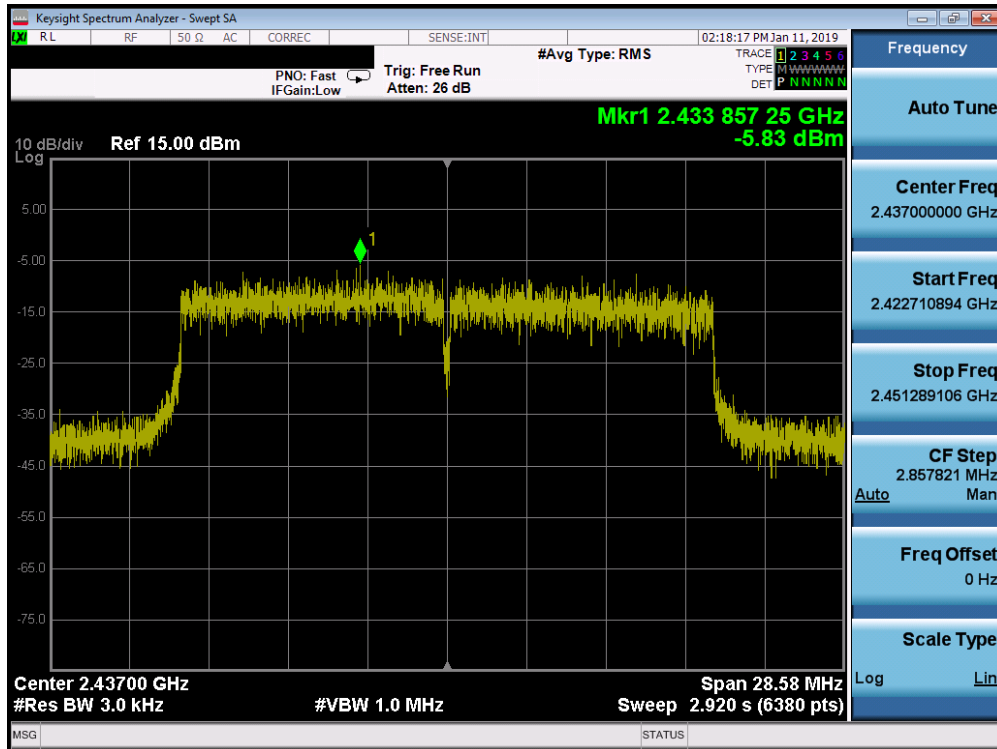 Keysight Spectrum Analyzer - Swept SA
LXI RL RF 50 Ω AC CORREC SENSE:INT 02:18:17 PM Jan 11, 2019
#Avg Type: RMS TRACE 1 2 3 4 5 6
PNO: Fast Trig: Free Run TYPE M WWWWW
IFGain:Low Atten: 26 dB DET P N N N N N
Mkr1 2.433 857 25 GHz
-5.83 dBm
10 dB/div Ref 15.00 dBm
Log
5.00
1
-5.00
-15.0
-25.0
-35.0
-45.0
-55.0
-65.0
-75.0
Center 2.43700 GHz Span 28.58 MHz
#Res BW 3.0 kHz #VBW 1.0 MHz Sweep 2.920 s (6380 pts)
MSG STATUS
Frequency
Auto Tune
Center Freq
2.437000000 GHz
Start Freq
2.422710894 GHz
Stop Freq
2.451289106 GHz
CF Step
2.857821 MHz
Auto Man
Freq Offset
0 Hz
Scale Type
Log Lin